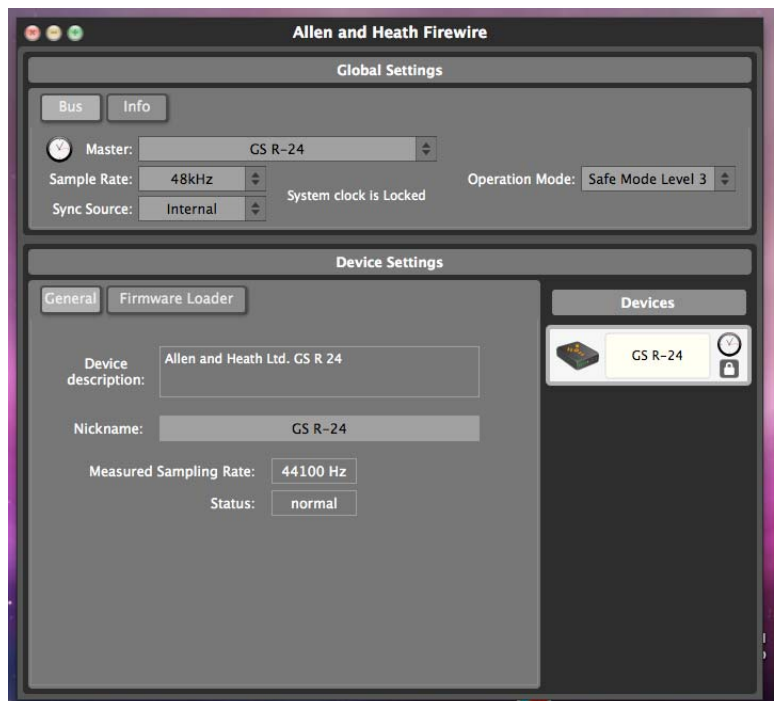 Allen and Heath Firewire
Global Settings
Bus Info
Master: GS R-24
Sample Rate: 48kHz
System clock is Locked
Operation Mode: Safe Mode Level 3
Sync Source: Internal
Device Settings
General Firmware Loader
Devices
GS R-24
Device description: Allen and Heath Ltd. GS R 24
Nickname: GS R-24
Measured Sampling Rate: 44100 Hz
Status: normal